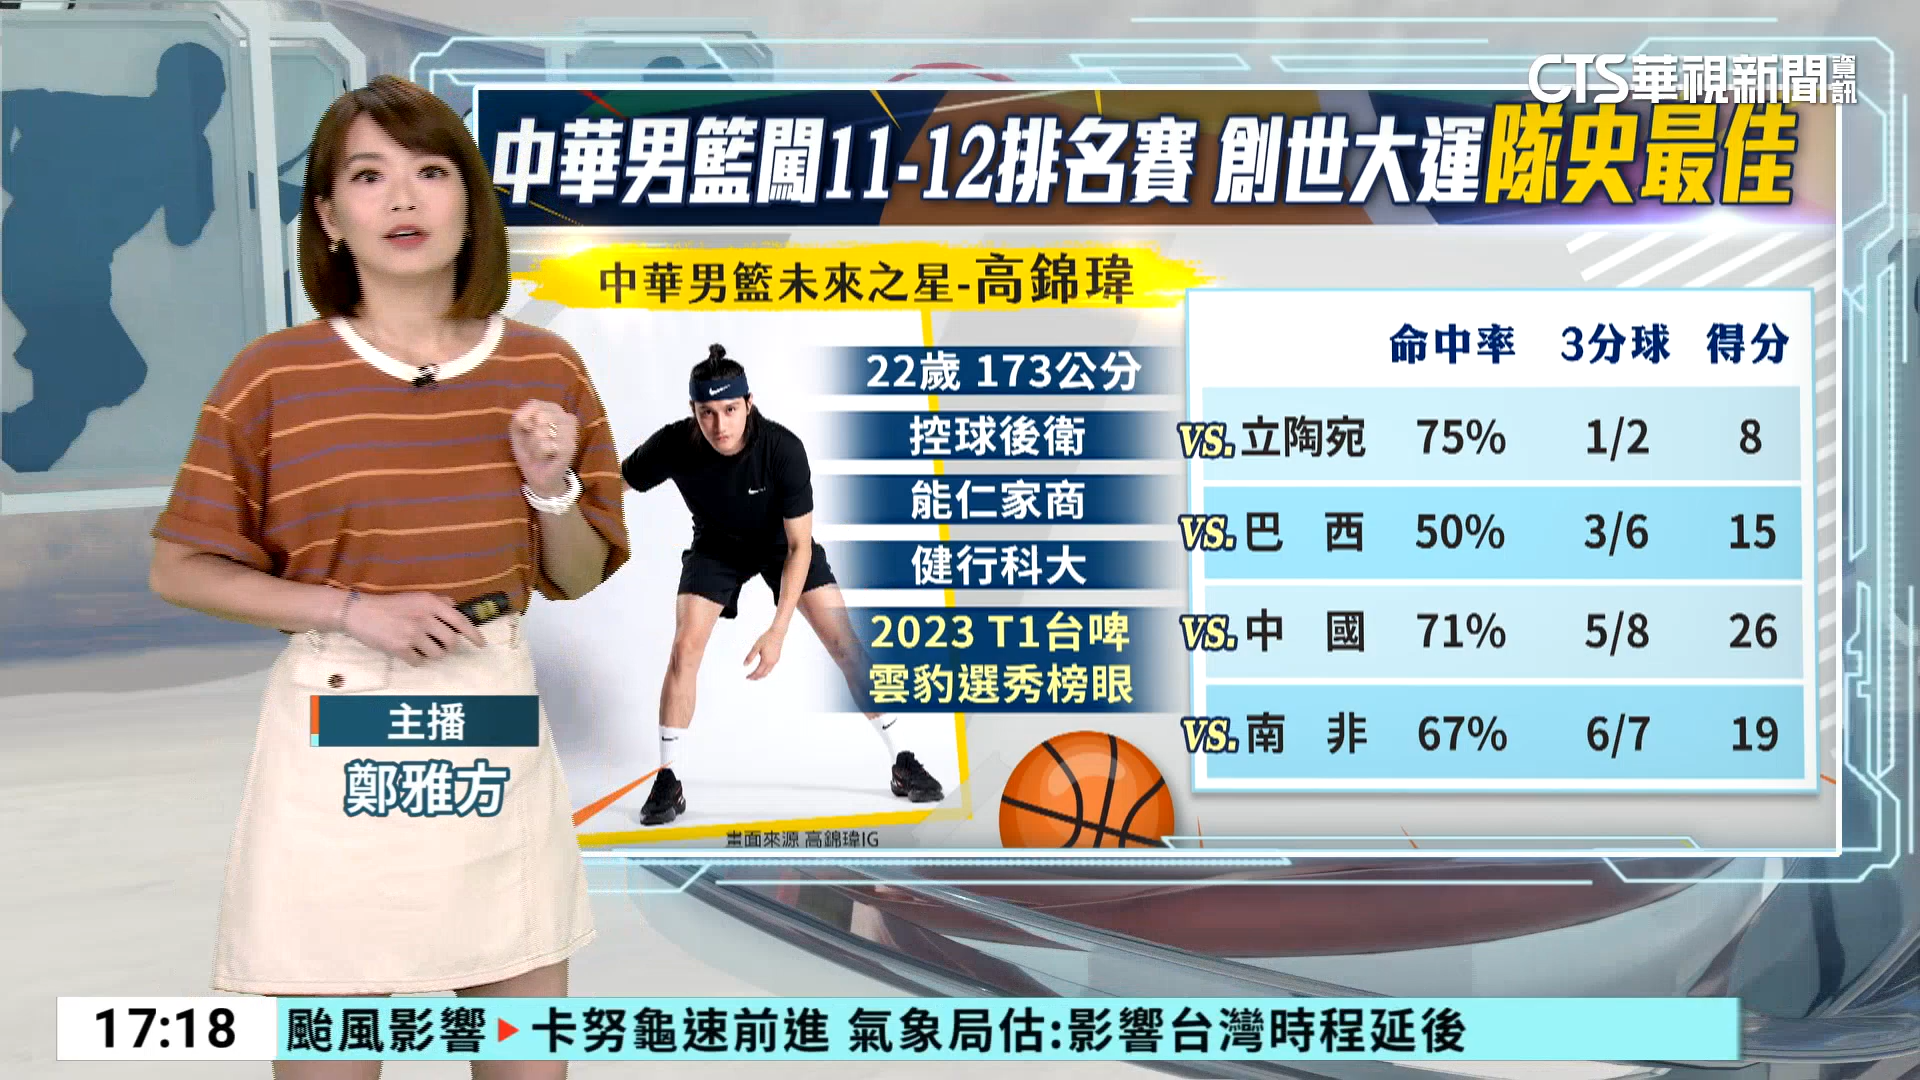 CTS華視新聞資訊
中華男籃闖11-12排名賽 創世大運隊史最佳
中華男籃未來之星-高錦瑋
22歲 173公分
控球後衛
能仁家商
健行科大
2023 T1台啤
雲豹選秀榜眼
命中率 3分球 得分
VS.立陶宛 75% 1/2 8
VS.巴西 50% 3/6 15
VS.中國 71% 5/8 26
VS.南非 67% 6/7 19
畫面來源 高錦瑋IG
主播
鄭雅方
17:18 颱風影響 卡努龜速前進 氣象局估:影響台灣時程延後